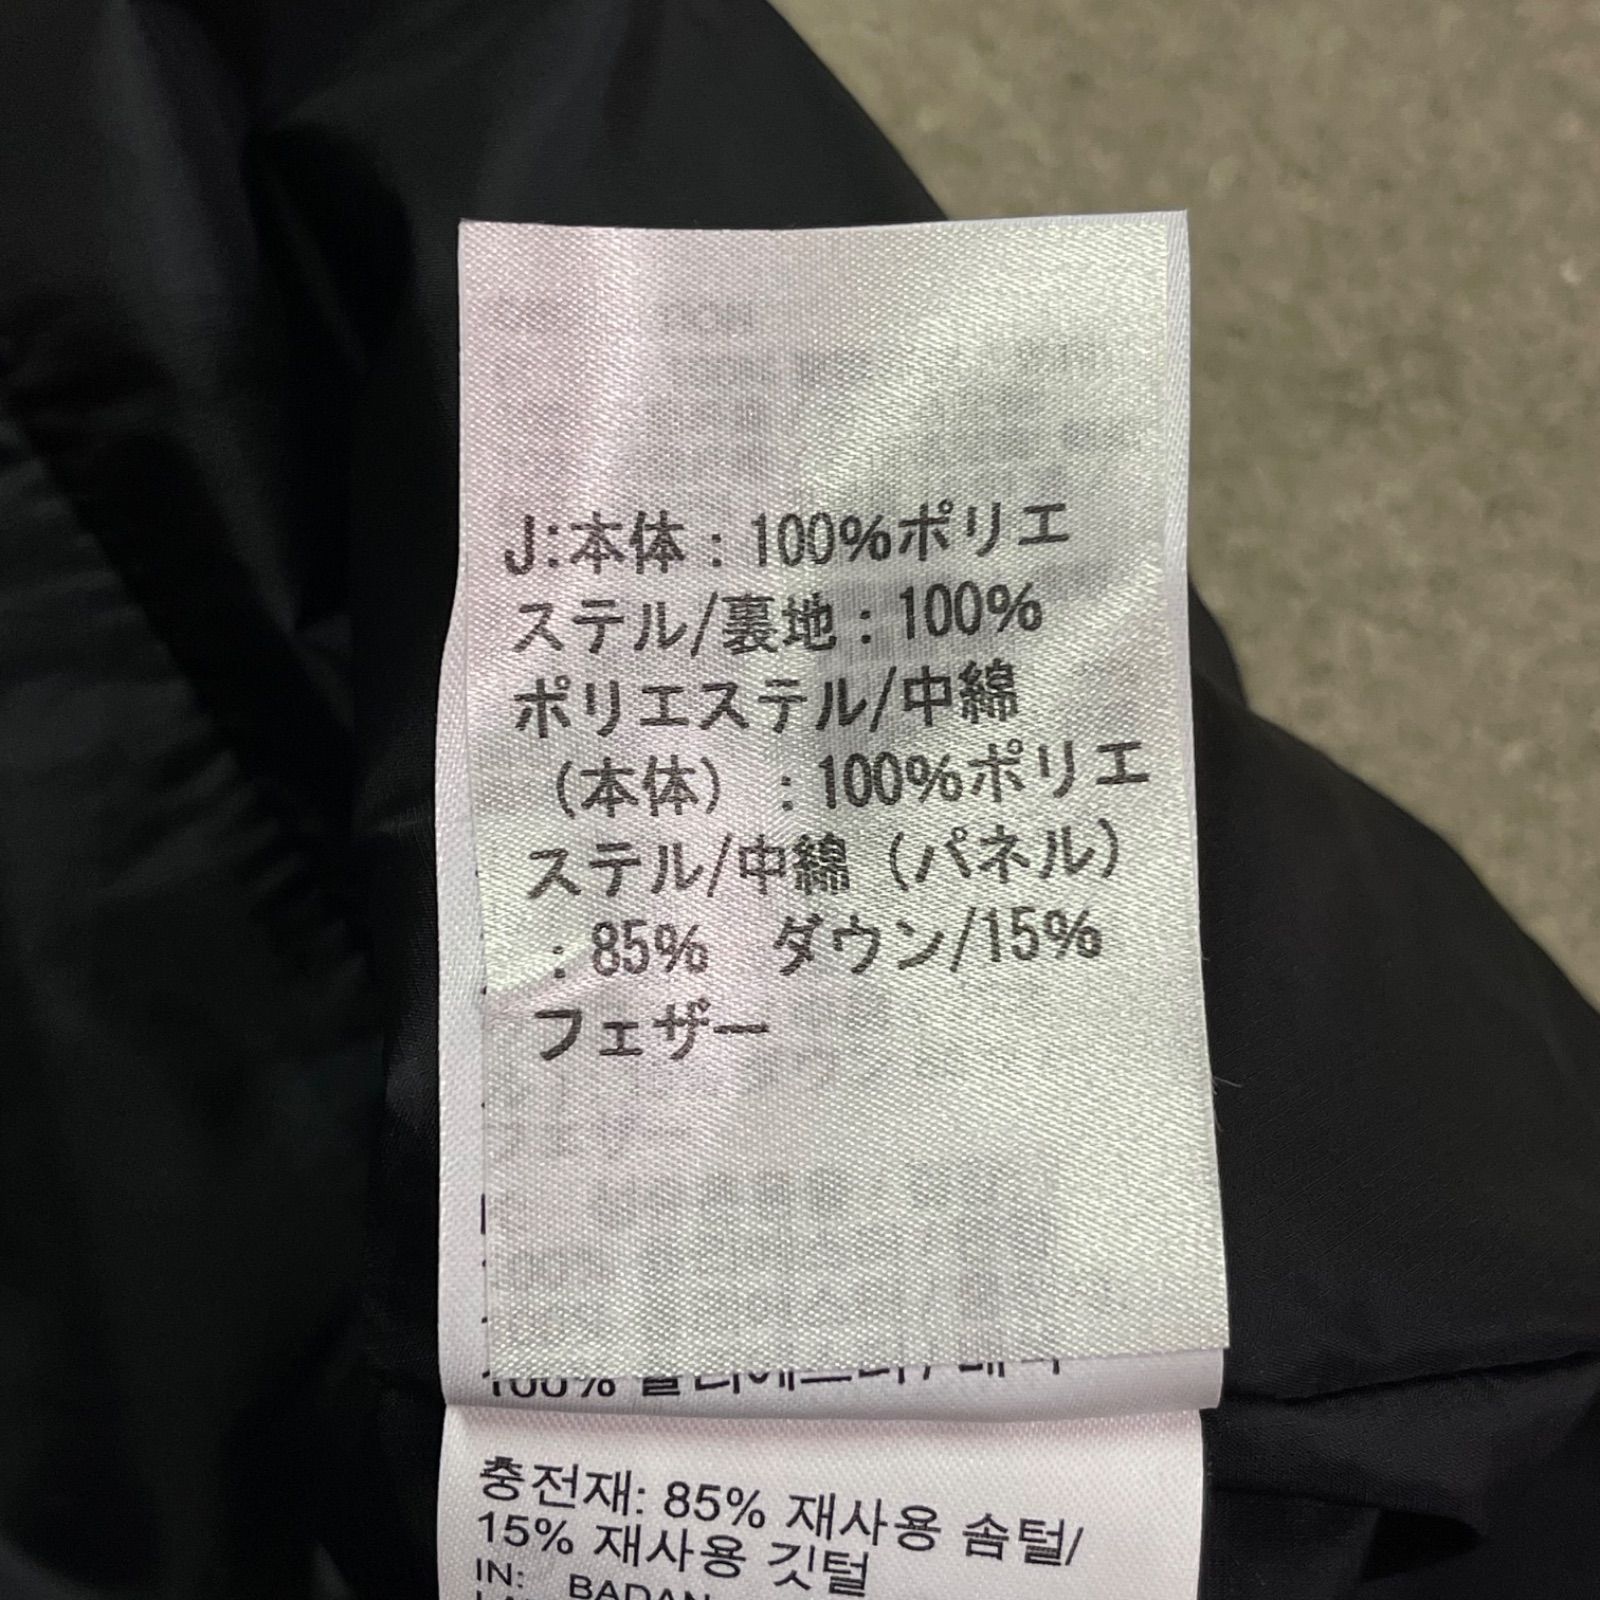 J:本体：100%ポリエ
ステル/裏地：100%
ポリエステル/中綿
（本体）：100%ポリエ
ステル/中綿（パネル）
：85%　ダウン/15%
フェザー
100%
충전재: 85% 재사용 솜털/
15% 재사용 깃털
IN: BADAN